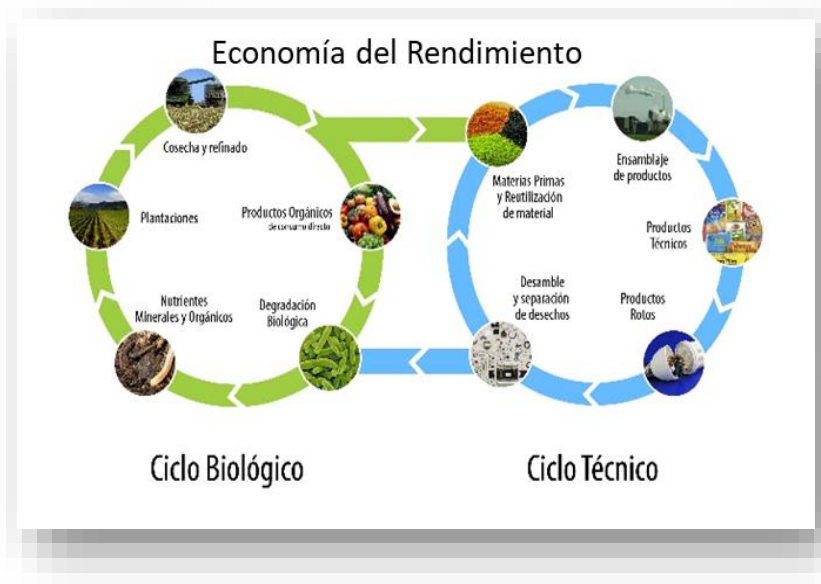 Economía del Rendimiento
Cosecha y refinado
Plantaciones
Productos Orgánicos
de consumo directo
Nutrientes
Minerales y Orgánicos
Degradación
Biológica
Materias Primas
y Reutilización
de material
Ensamblaje
de productos
Productos
Técnicos
Desamble
y separación
de desechos
Productos
Rotos
Ciclo Biológico
Ciclo Técnico